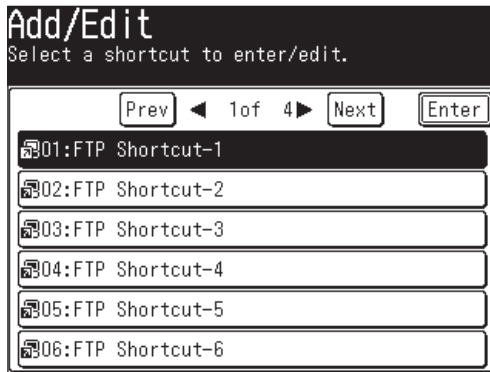 Add/Edit
Select a shortcut to enter/edit.
Prev ◀ 1of 4▶ Next Enter
01:FTP Shortcut-1
02:FTP Shortcut-2
03:FTP Shortcut-3
04:FTP Shortcut-4
05:FTP Shortcut-5
06:FTP Shortcut-6